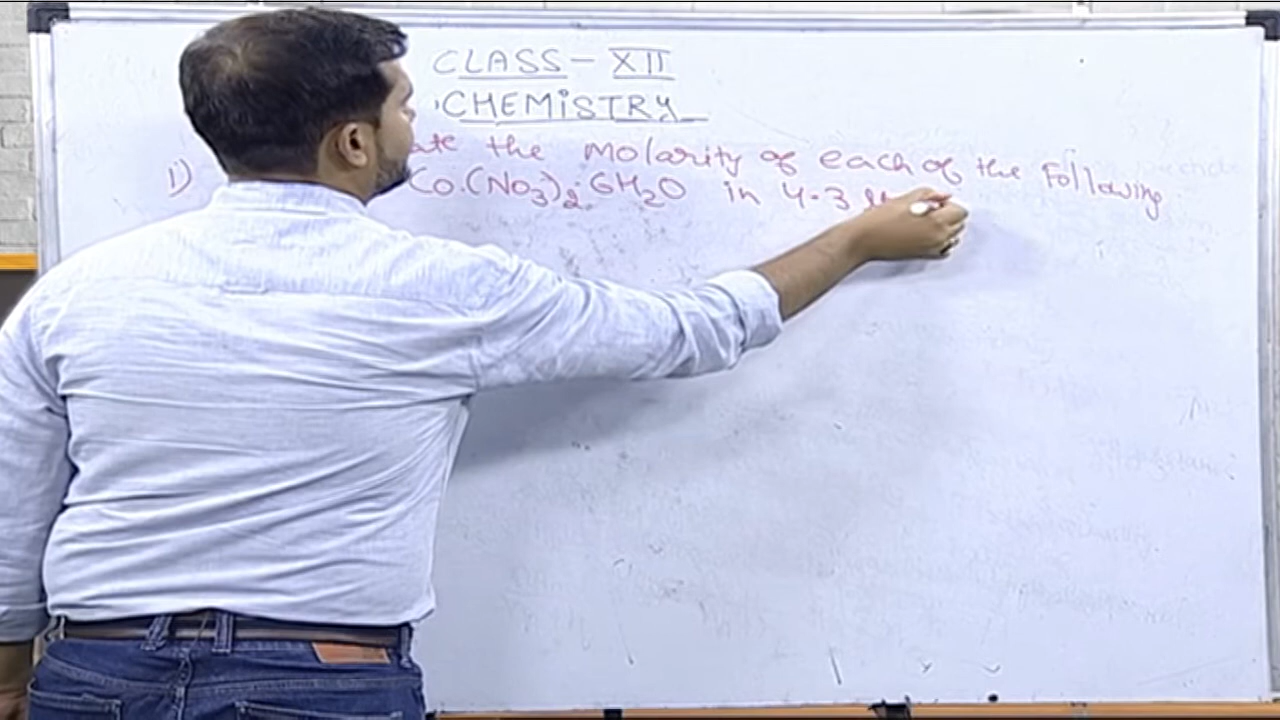 CLASS - XII
CHEMISTRY
ate the Molarity of each of the Following
1) Co.(NO3)2.6H2O in 4.3